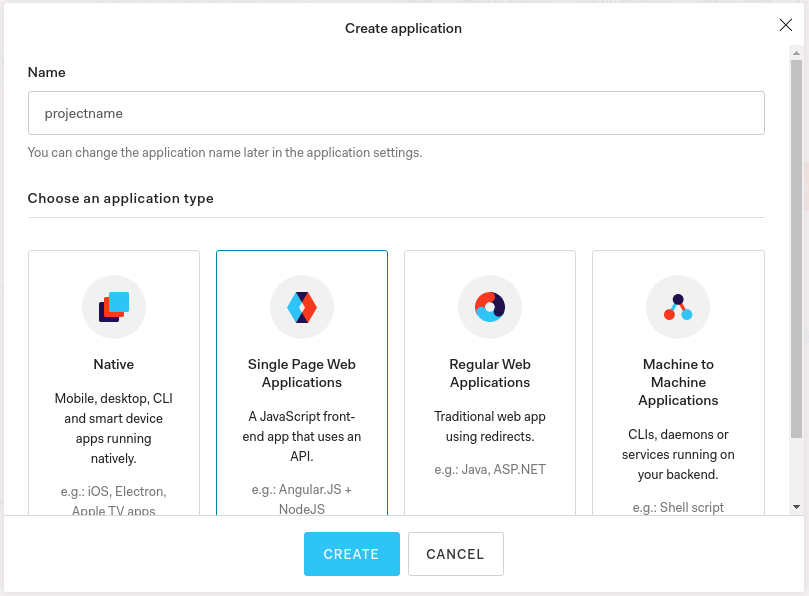 Create application
Name
projectname
You can change the application name later in the application settings.
Choose an application type
Native
Mobile, desktop, CLI
and smart device
apps running
natively.
e.g.: iOS, Electron,
Apple TV apps
Single Page Web
Applications
A JavaScript front-
end app that uses an
API.
e.g.: Angular.JS +
NodeJS
Regular Web
Applications
Traditional web app
using redirects.
e.g.: Java, ASP.NET
Machine to
Machine
Applications
CLIs, daemons or
services running on
your backend.
e.g.: Shell script
CREATE
CANCEL